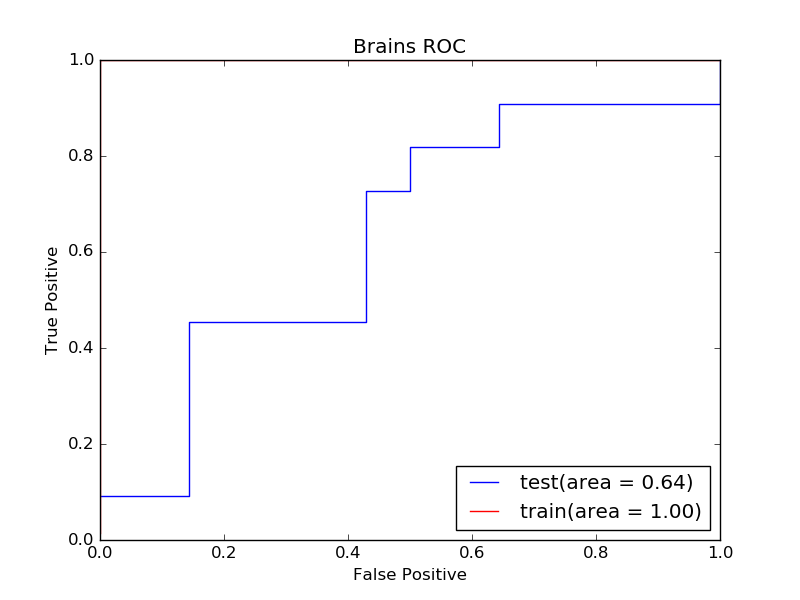 Brains ROC
1.0
0.8
0.6
0.4
0.2
0.0
True Positive
test(area = 0.64)
train(area = 1.00)
0.0 0.2 0.4 0.6 0.8 1.0
False Positive